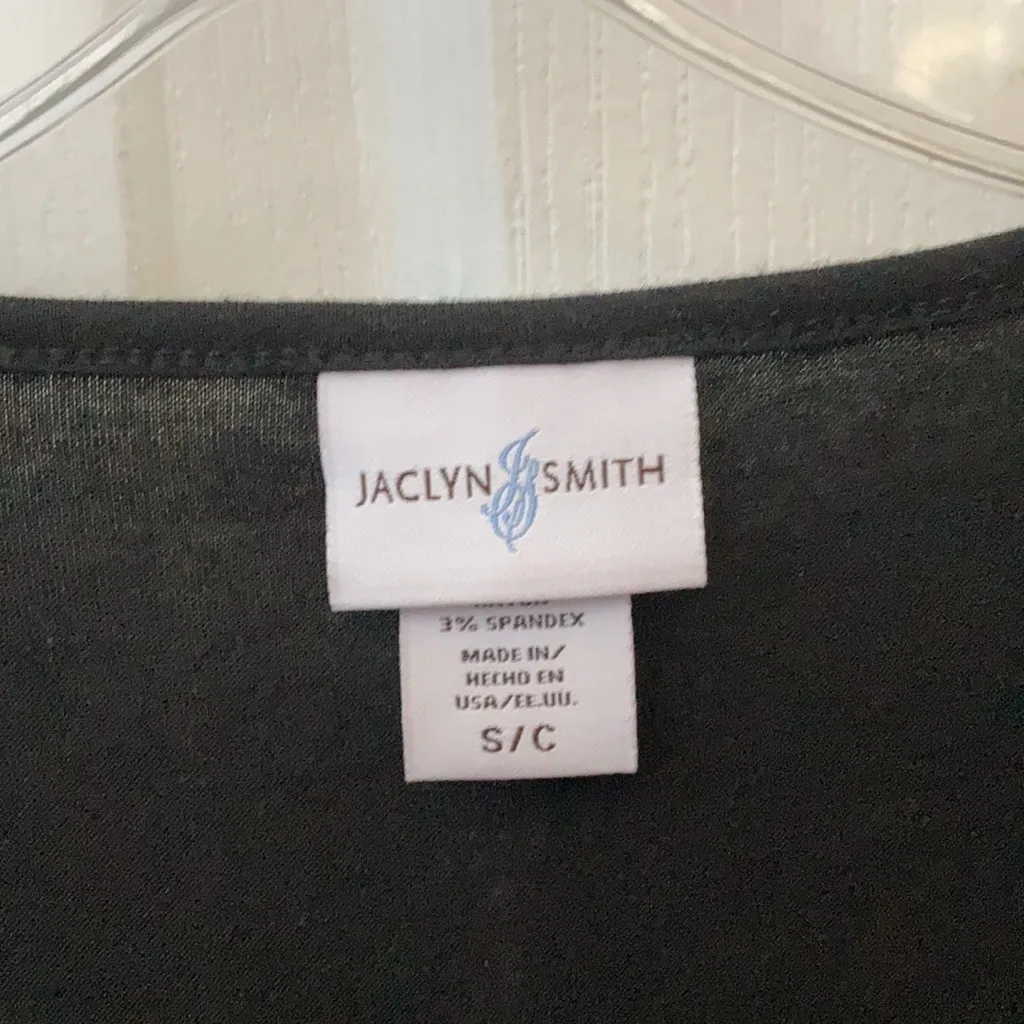 JACLYN SMITH
3% SPANDEX
MADE IN/
HECHO EN
USA/EE.UU.
S/C